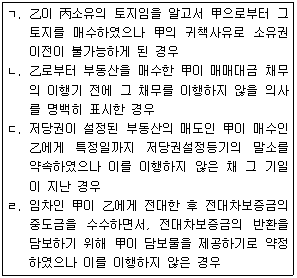 ㄱ. 乙이 丙소유의 토지임을 알고서 甲으로부터 그
토지를 매수하였으나 甲의 귀책사유로 소유권
이전이 불가능하게 된 경우
ㄴ. 乙로부터 부동산을 매수한 甲이 매매대금 채무
의 이행기 전에 그 채무를 이행하지 않을 의사
를 명백히 표시한 경우
ㄷ. 저당권이 설정된 부동산의 매도인 甲이 매수인
乙에게 특정일까지 저당권설정등기의 말소를
약속하였으나 이를 이행하지 않은 채 그 기일
이 지난 경우
ㄹ. 임차인 甲이 乙에게 전대한 후 전대차보증금의
중도금을 수수하면서, 전대차보증금의 반환을
담보하기 위해 甲이 담보물을 제공하기로 약정
하였으나 이를 이행하지 않은 경우